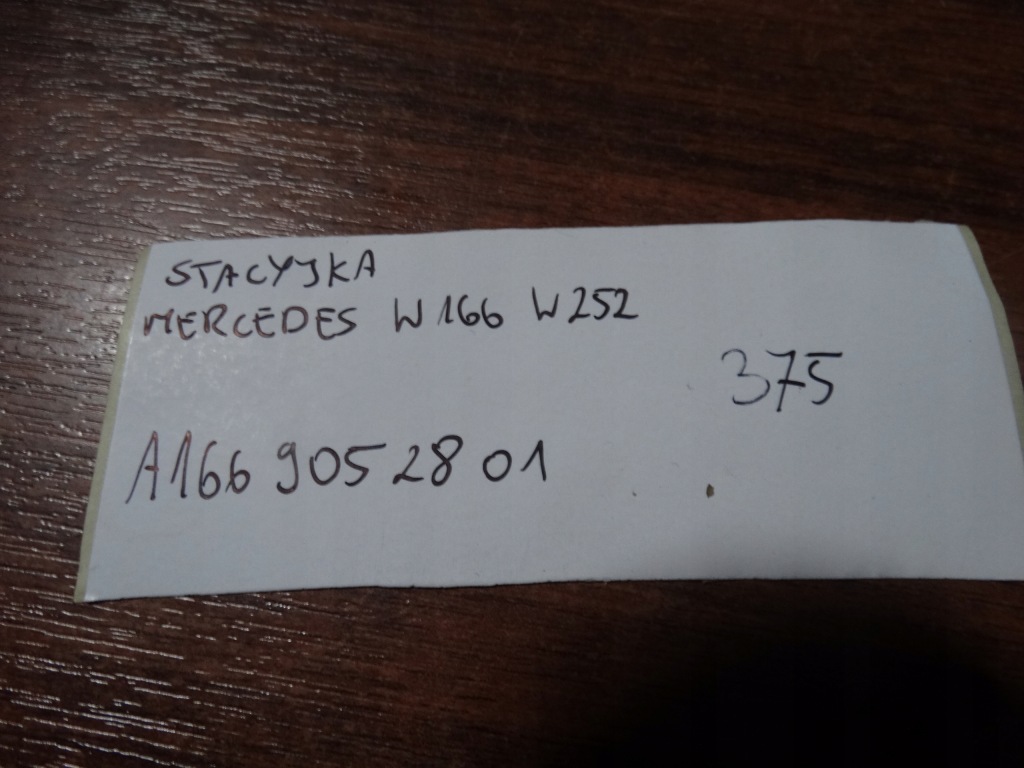 STACYJKA
MERCEDES W166 W252
375
A166 905 28 01